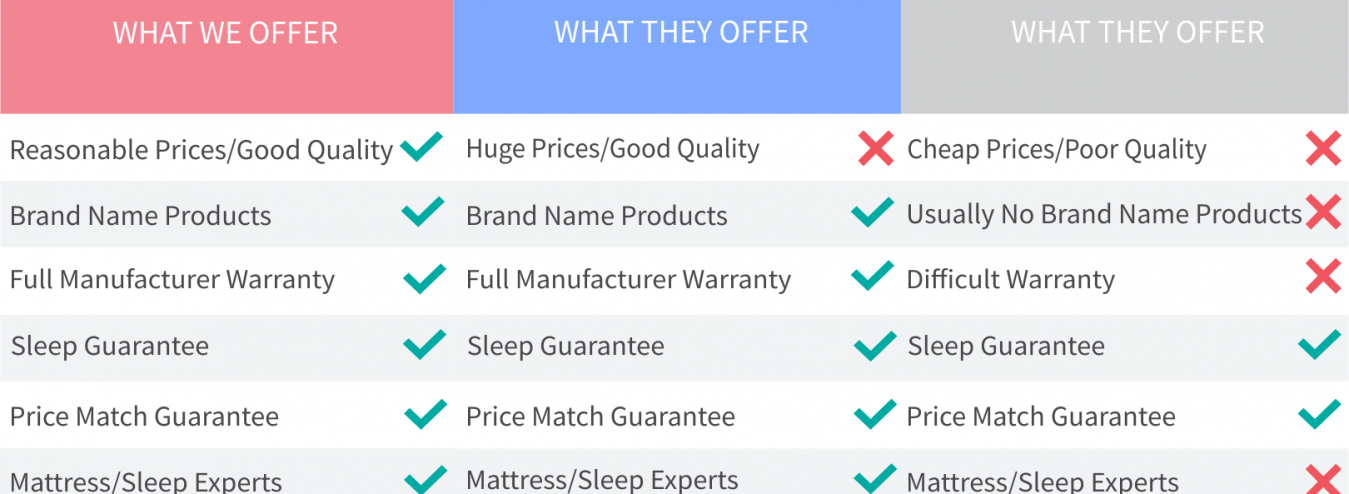 WHAT WE OFFER WHAT THEY OFFER WHAT THEY OFFER
Reasonable Prices/Good Quality Huge Prices/Good Quality Cheap Prices/Poor Quality
Brand Name Products Brand Name Products Usually No Brand Name Products
Full Manufacturer Warranty Full Manufacturer Warranty Difficult Warranty
Sleep Guarantee Sleep Guarantee Sleep Guarantee
Price Match Guarantee Price Match Guarantee Price Match Guarantee
Mattress/Sleep Experts Mattress/Sleep Experts Mattress/Sleep Experts